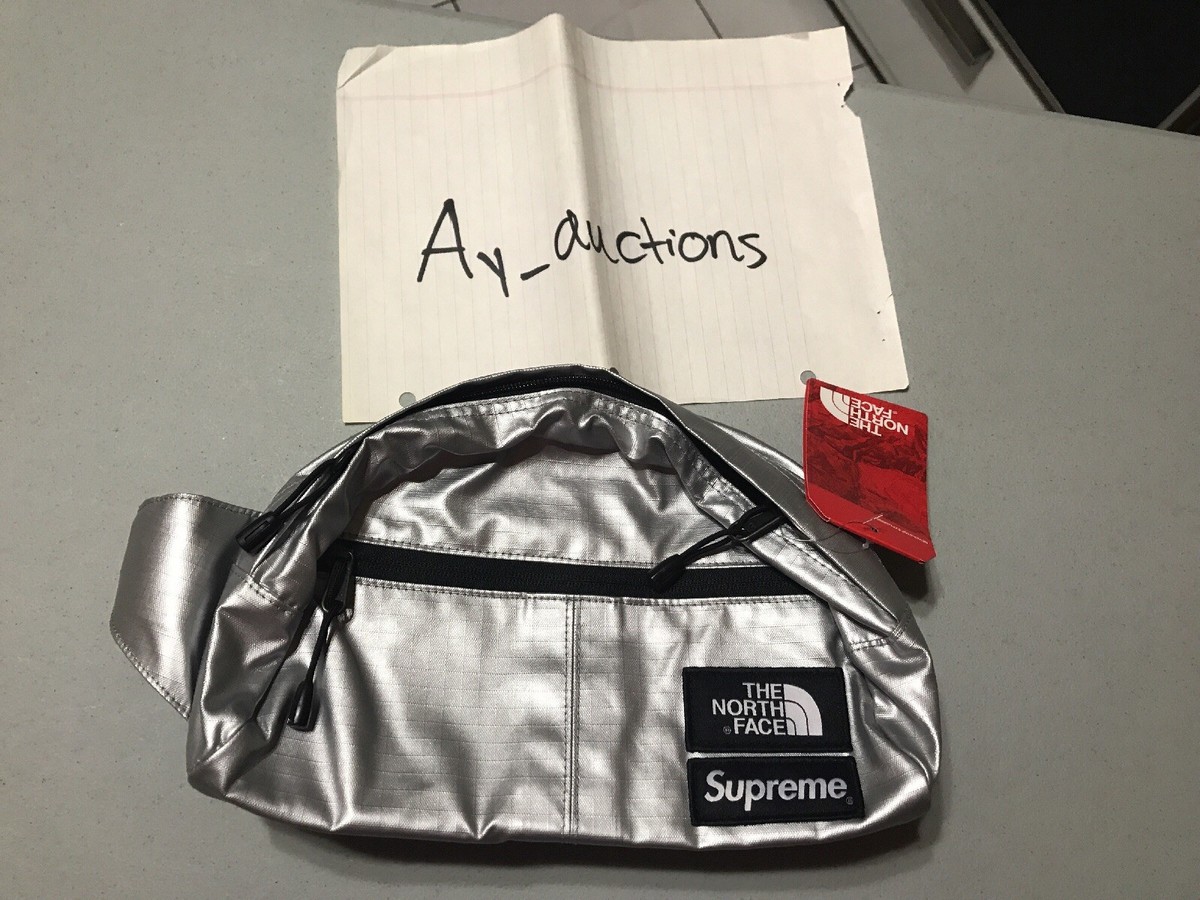 Ay_auctions
THE
NORTH
FACE
THE
NORTH
FACE®
Supreme®